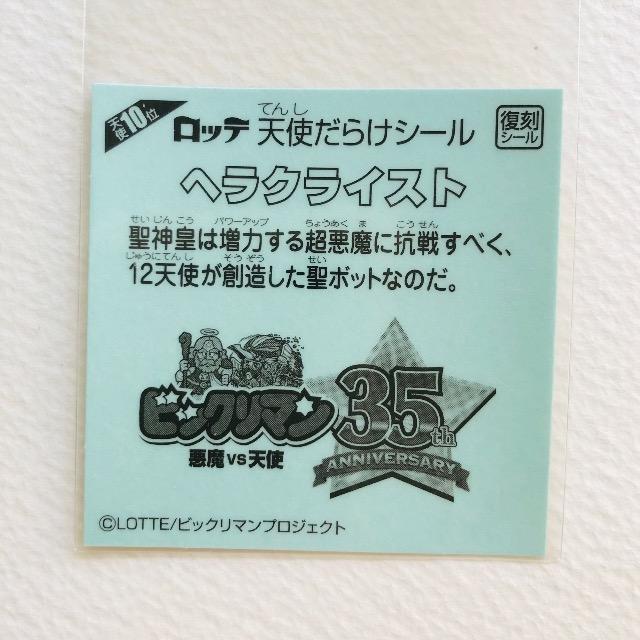 天使10位
ロッテ 天使だらけシール
てんし
復刻
シール
ヘラクライスト
せいじんこう パワーアップ ちょうあくま こうせん
聖神皇は増力する超悪魔に抗戦すべく、
じゅうにてんし そうぞう せい
12天使が創造した聖ボットなのだ。
ビックリマン
悪魔VS天使
35th
ANNIVERSARY
©LOTTE/ビックリマンプロジェクト